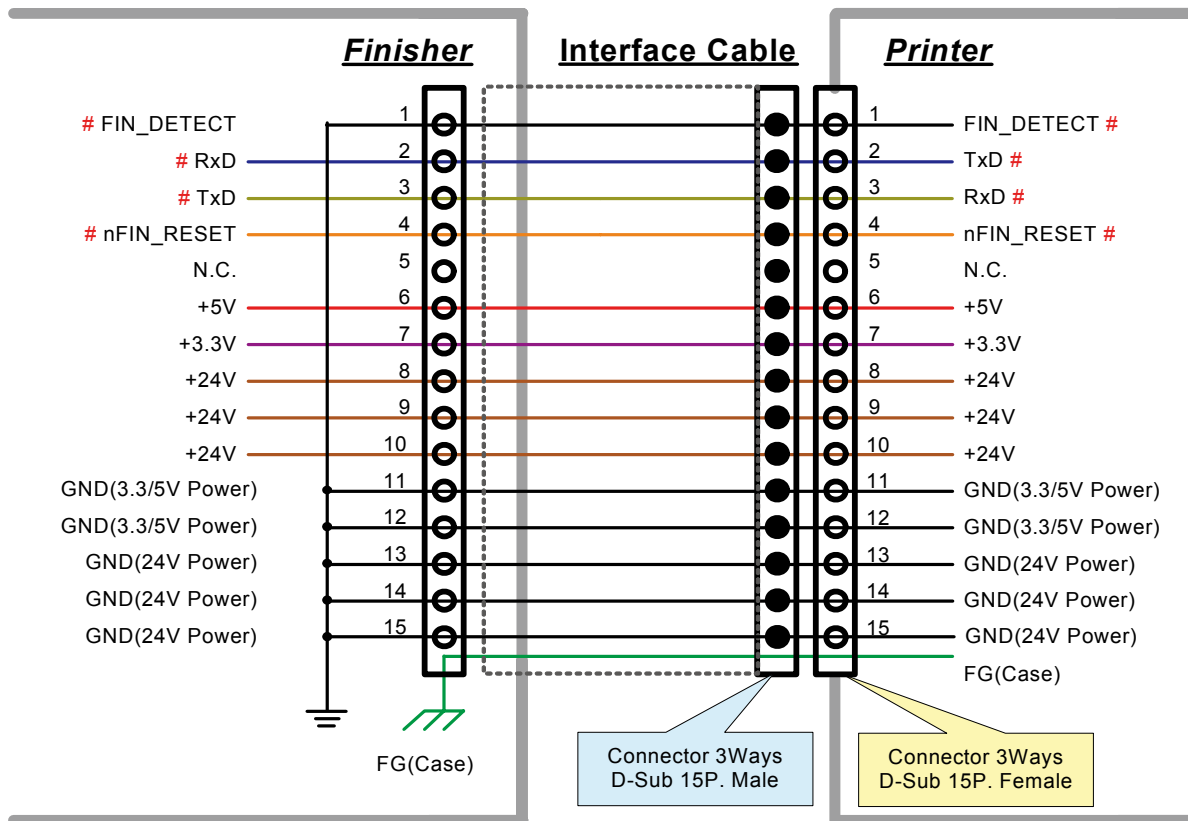 Finisher Interface Cable Printer
# FIN_DETECT 1 1 FIN_DETECT #
# RxD 2 2 TxD #
# TxD 3 3 RxD #
# nFIN_RESET 4 4 nFIN_RESET #
N.C. 5 5 N.C.
+5V 6 6 +5V
+3.3V 7 7 +3.3V
+24V 8 8 +24V
+24V 9 9 +24V
+24V 10 10 +24V
GND(3.3/5V Power) 11 11 GND(3.3/5V Power)
GND(3.3/5V Power) 12 12 GND(3.3/5V Power)
GND(24V Power) 13 13 GND(24V Power)
GND(24V Power) 14 14 GND(24V Power)
GND(24V Power) 15 15 GND(24V Power)
FG(Case)
FG(Case)
Connector 3Ways
D-Sub 15P. Male
Connector 3Ways
D-Sub 15P. Female